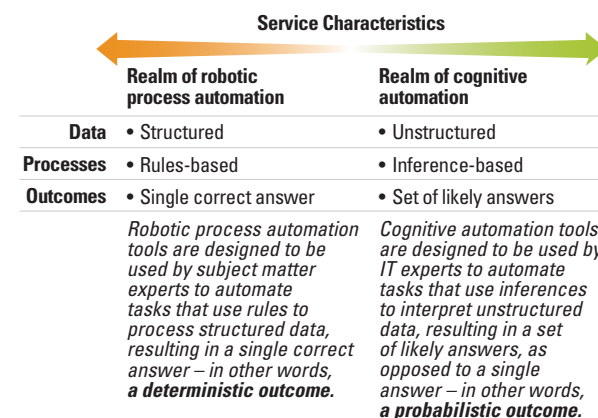 Service Characteristics
Realm of robotic
process automation
Realm of cognitive
automation
Data • Structured • Unstructured
Processes • Rules-based • Inference-based
Outcomes • Single correct answer • Set of likely answers
Robotic process automation
tools are designed to be
used by subject matter
experts to automate
tasks that use rules to
process structured data,
resulting in a single correct
answer – in other words,
a deterministic outcome.
Cognitive automation tools
are designed to be used by
IT experts to automate
tasks that use inferences
to interpret unstructured
data, resulting in a set
of likely answers, as
opposed to a single
answer – in other words,
a probabilistic outcome.